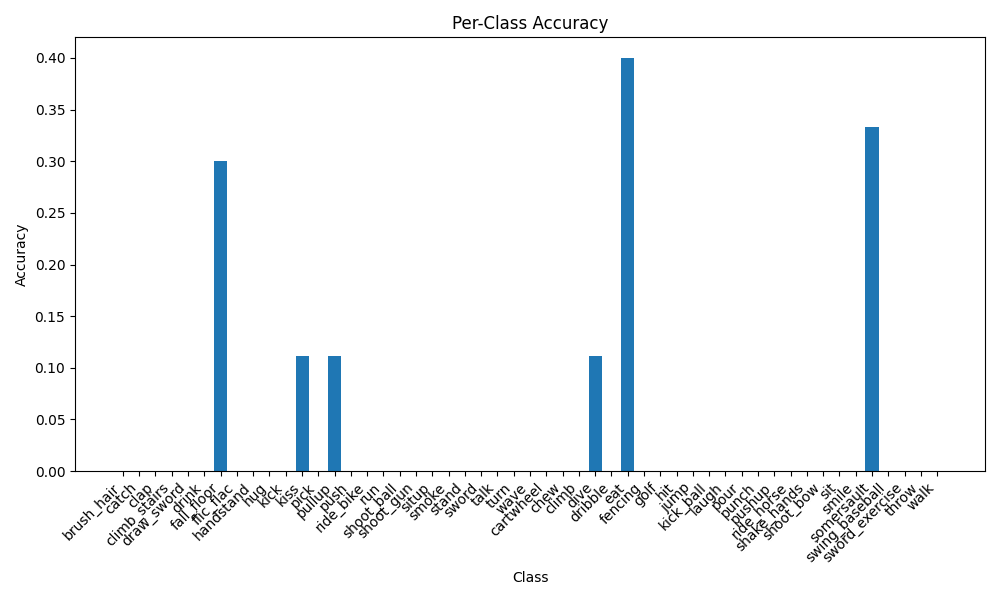 Per-Class Accuracy
Accuracy
0.40
0.35
0.30
0.25
0.20
0.15
0.10
0.05
0.00
brush_hair
catch
clap
climb_stairs
draw_sword
drink
fall_floor
flic_flac
handstand
hug
kick
kiss
pick
pullup
push
ride_bike
run
shoot_ball
shoot_gun
situp
smoke
stand
sword
talk
turn
wave
cartwheel
chew
climb
dive
dribble
eat
fencing
golf
hit
jump
kick_ball
laugh
pour
punch
pushup
ride_horse
shake_hands
shoot_bow
sit
smile
somersault
swing_baseball
sword_exercise
throw
walk
Class